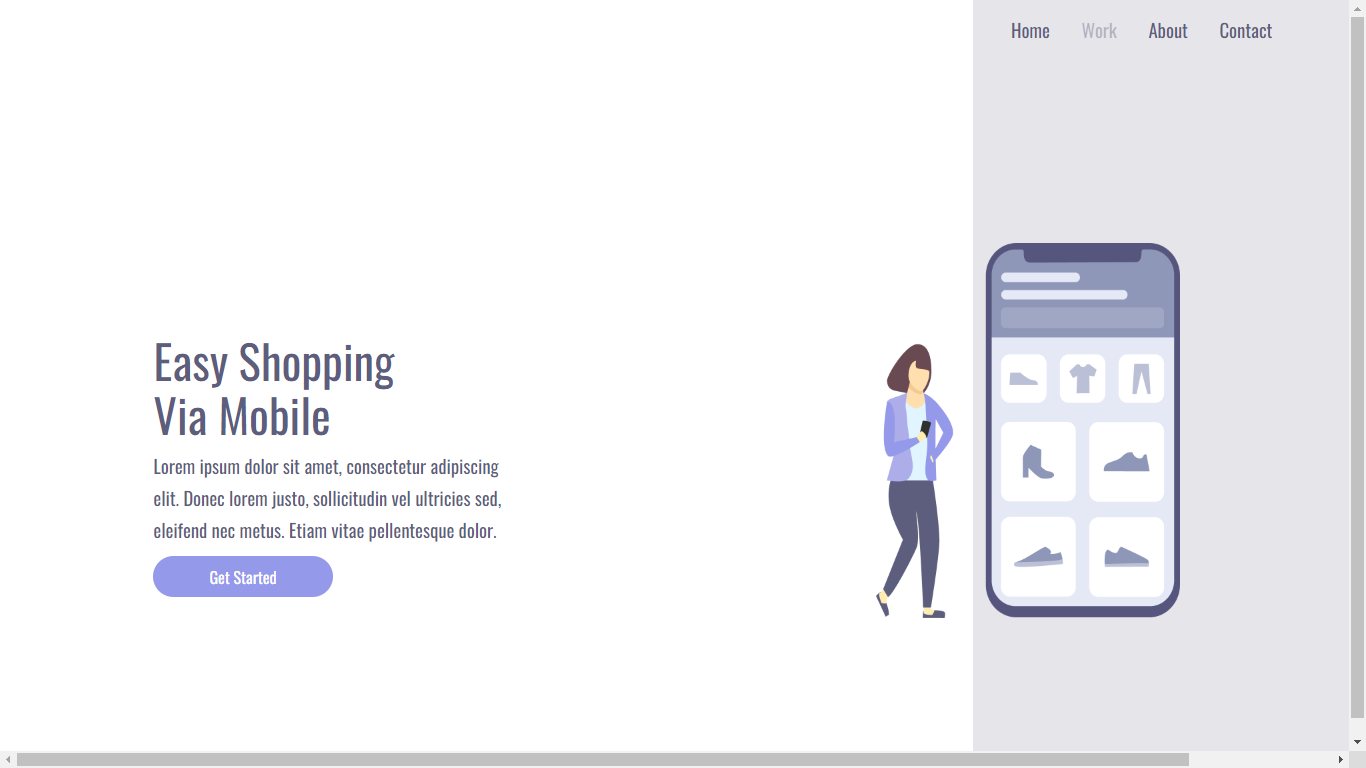 Home Work About Contact
Easy Shopping
Via Mobile
Lorem ipsum dolor sit amet, consectetur adipiscing
elit. Donec lorem justo, sollicitudin vel ultricies sed,
eleifend nec metus. Etiam vitae pellentesque dolor.
Get Started